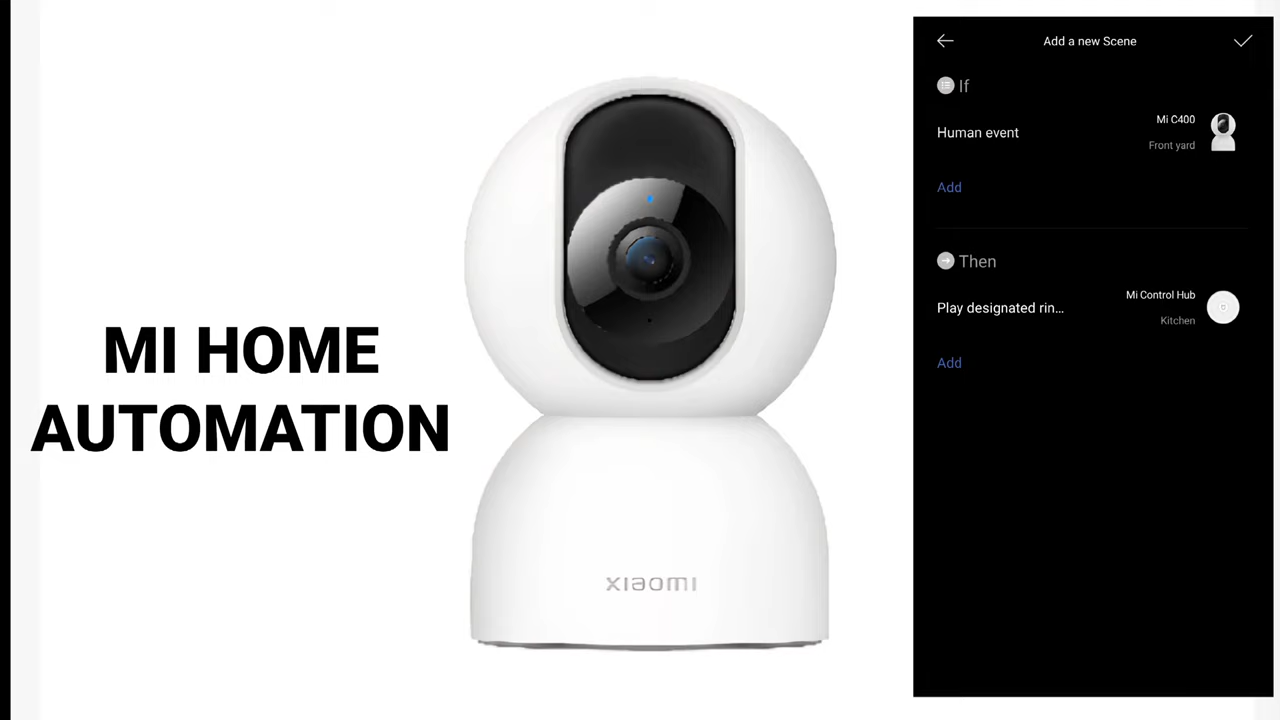 MI HOME
AUTOMATION
xiaomi
Add a new Scene
If
Human event
Mi C400
Front yard
Add
Then
Play designated rin...
Mi Control Hub
Kitchen
Add